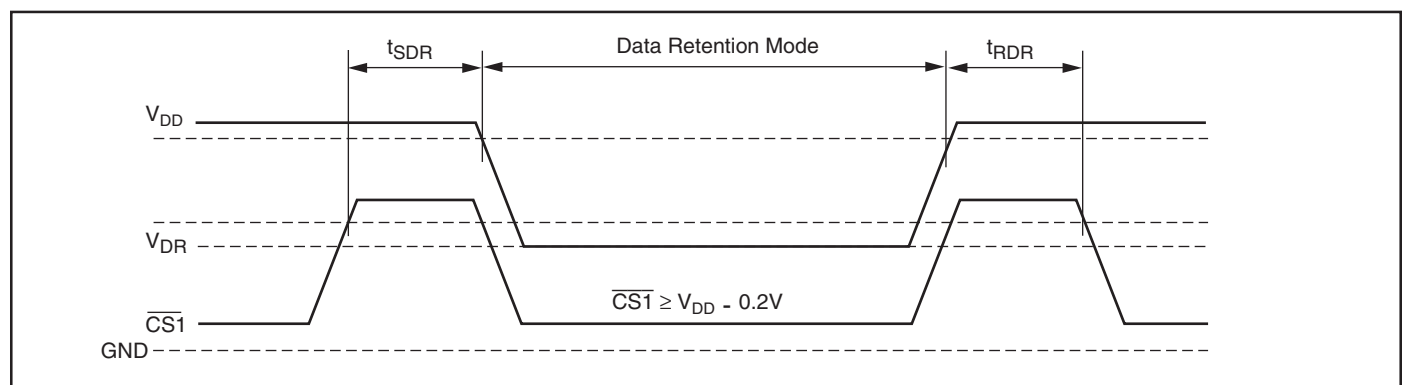 tSDR
Data Retention Mode
tRDR
VDD
VDR
CS1 ≥ VDD - 0.2V
CS1
GND